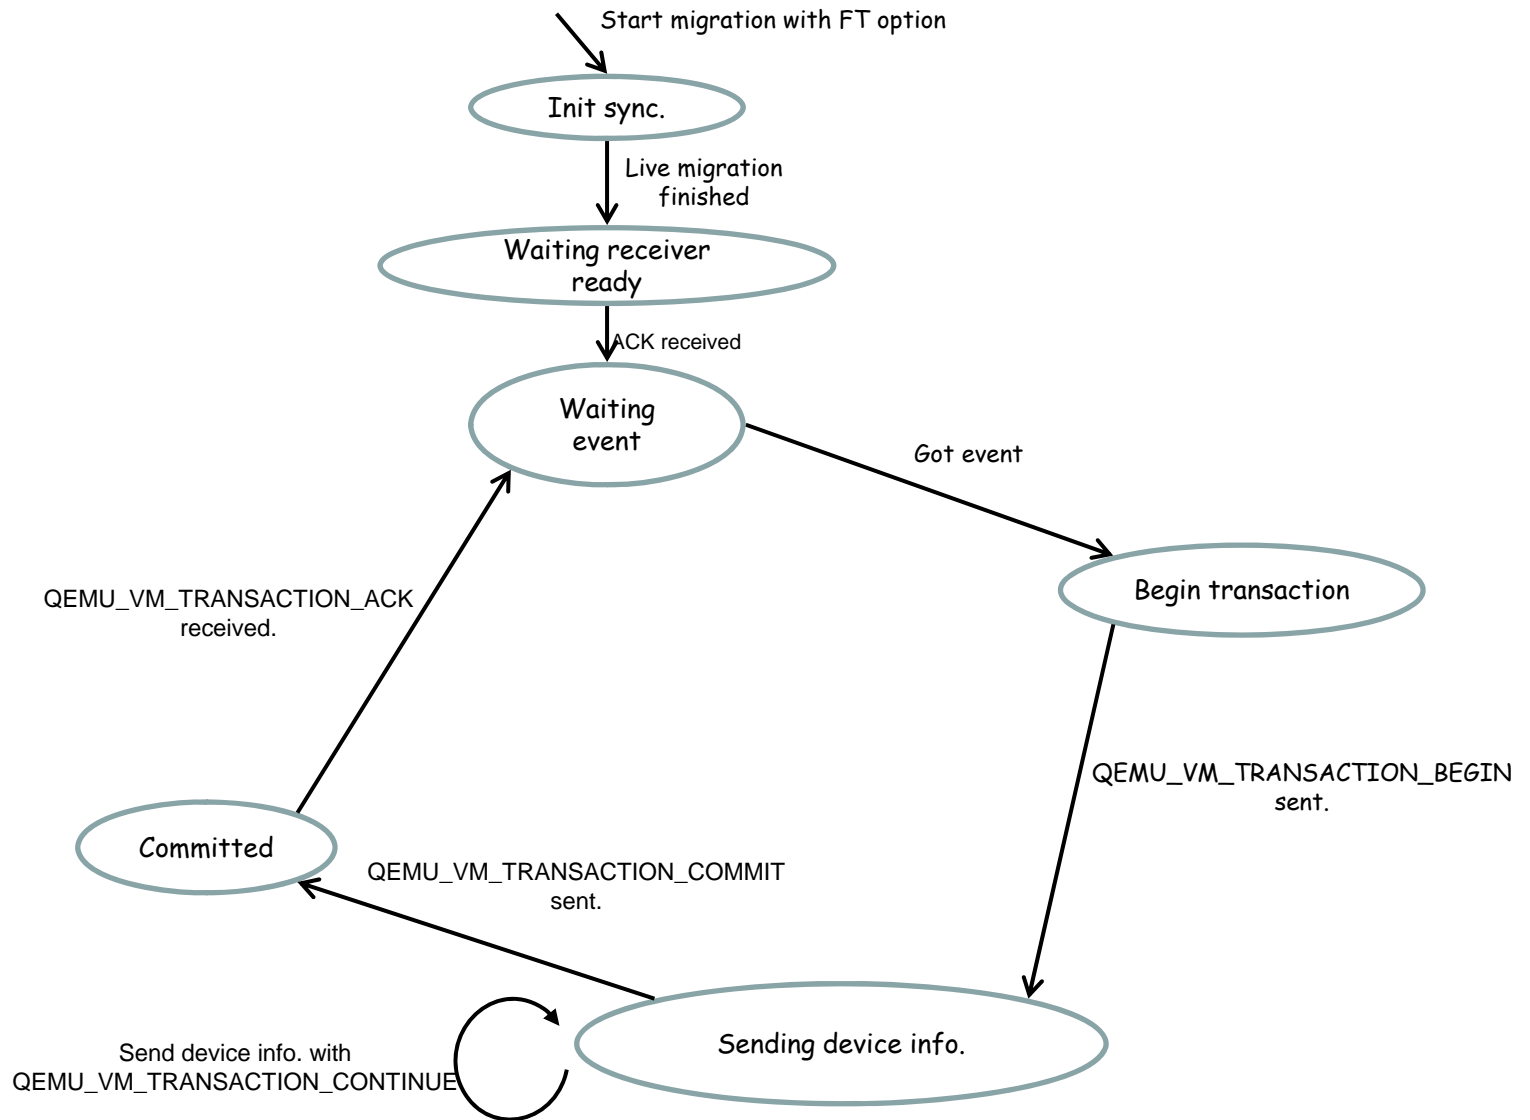 Start migration with FT option
Init sync.
Live migration
finished
Waiting receiver
ready
ACK received
Waiting
event
Got event
Begin transaction
QEMU_VM_TRANSACTION_ACK
received.
QEMU_VM_TRANSACTION_BEGIN
sent.
Committed
QEMU_VM_TRANSACTION_COMMIT
sent.
Sending device info.
Send device info. with
QEMU_VM_TRANSACTION_CONTINUE